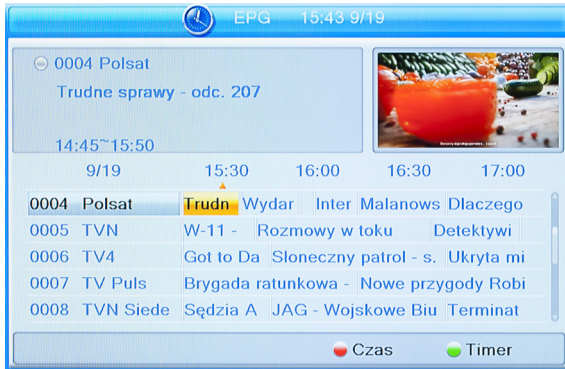 EPG 15:43 9/19
0004 Polsat
Trudne sprawy - odc. 207
14:45~15:50
9/19 15:30 16:00 16:30 17:00
0004 Polsat Trudn Wydar Inter Malanows Dlaczego
0005 TVN W-11 - Rozmowy w toku Detektywi
0006 TV4 Got to Da Słoneczny patrol - s. Ukryta mi
0007 TV Puls Brygada ratunkowa - Nowe przygody Robi
0008 TVN Siede Sędzia A JAG - Wojskowe Biu Terminat
Czas Timer